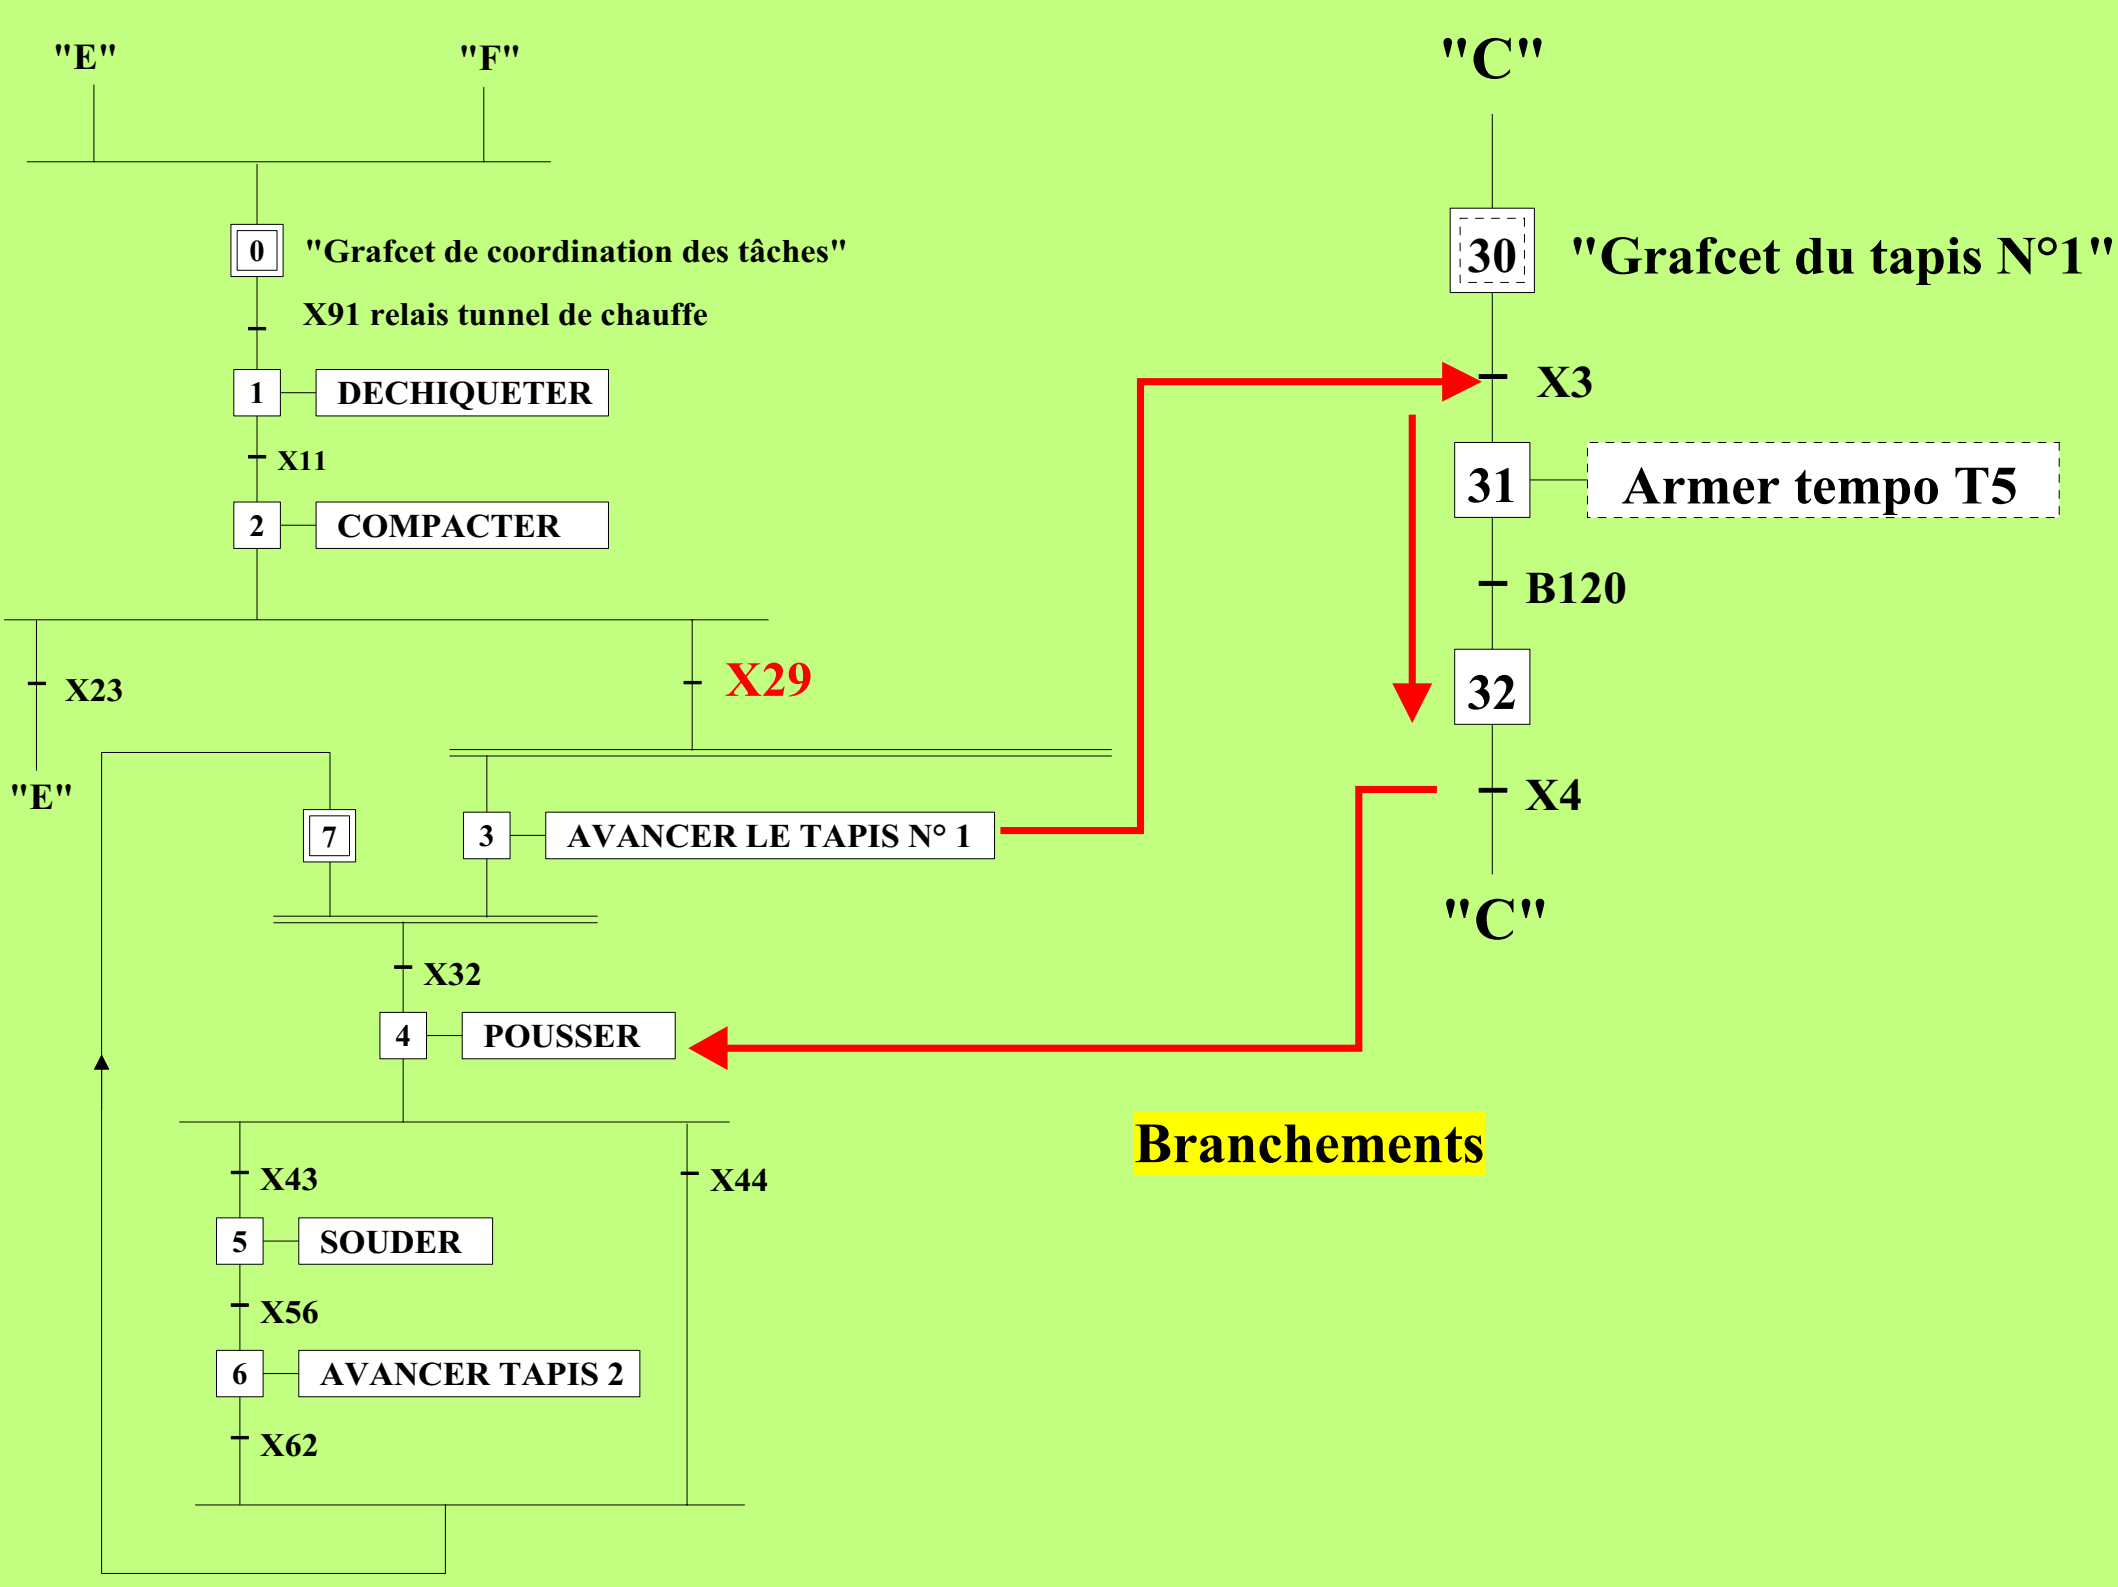 "E"
"F"
0
"Grafcet de coordination des tâches"
X91 relais tunnel de chauffe
1
DECHIQUETER
X11
2
COMPACTER
X23
X29
"E"
7
3
AVANCER LE TAPIS N° 1
X32
4
POUSSER
X43
X44
5
SOUDER
X56
6
AVANCER TAPIS 2
X62
"C"
30
"Grafcet du tapis N°1"
X3
31
Armer tempo T5
B120
32
X4
"C"
Branchements